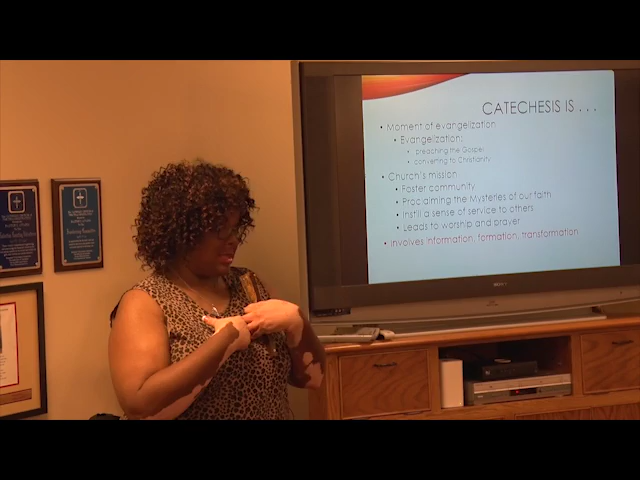 CATECHESIS IS . . .
• Moment of evangelization
• Evangelization:
• preaching the Gospel
• converting to Christianity
• Church's mission
• Foster community
• Proclaiming the Mysteries of our faith
• Instill a sense of service to others
• Leads to worship and prayer
• Involves information, formation, transformation
SONY